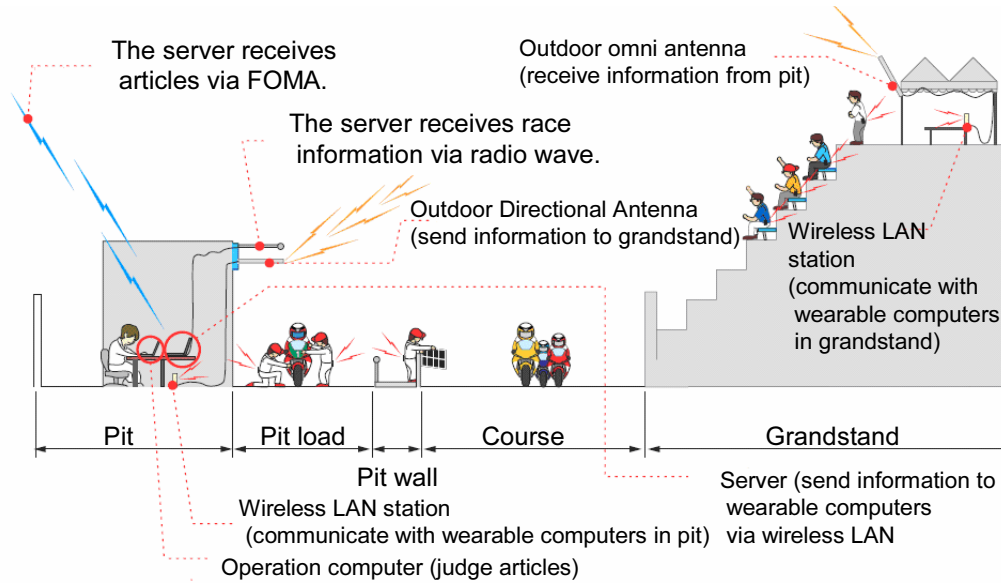 The server receives
articles via FOMA.
Outdoor omni antenna
(receive information from pit)
The server receives race
information via radio wave.
Outdoor Directional Antenna
(send information to grandstand)
Wireless LAN
station
(communicate with
wearable computers
in grandstand)
Pit
Pit load
Course
Grandstand
Pit wall
Server (send information to
wearable computers
via wireless LAN
Wireless LAN station
(communicate with wearable computers in pit)
Operation computer (judge articles)